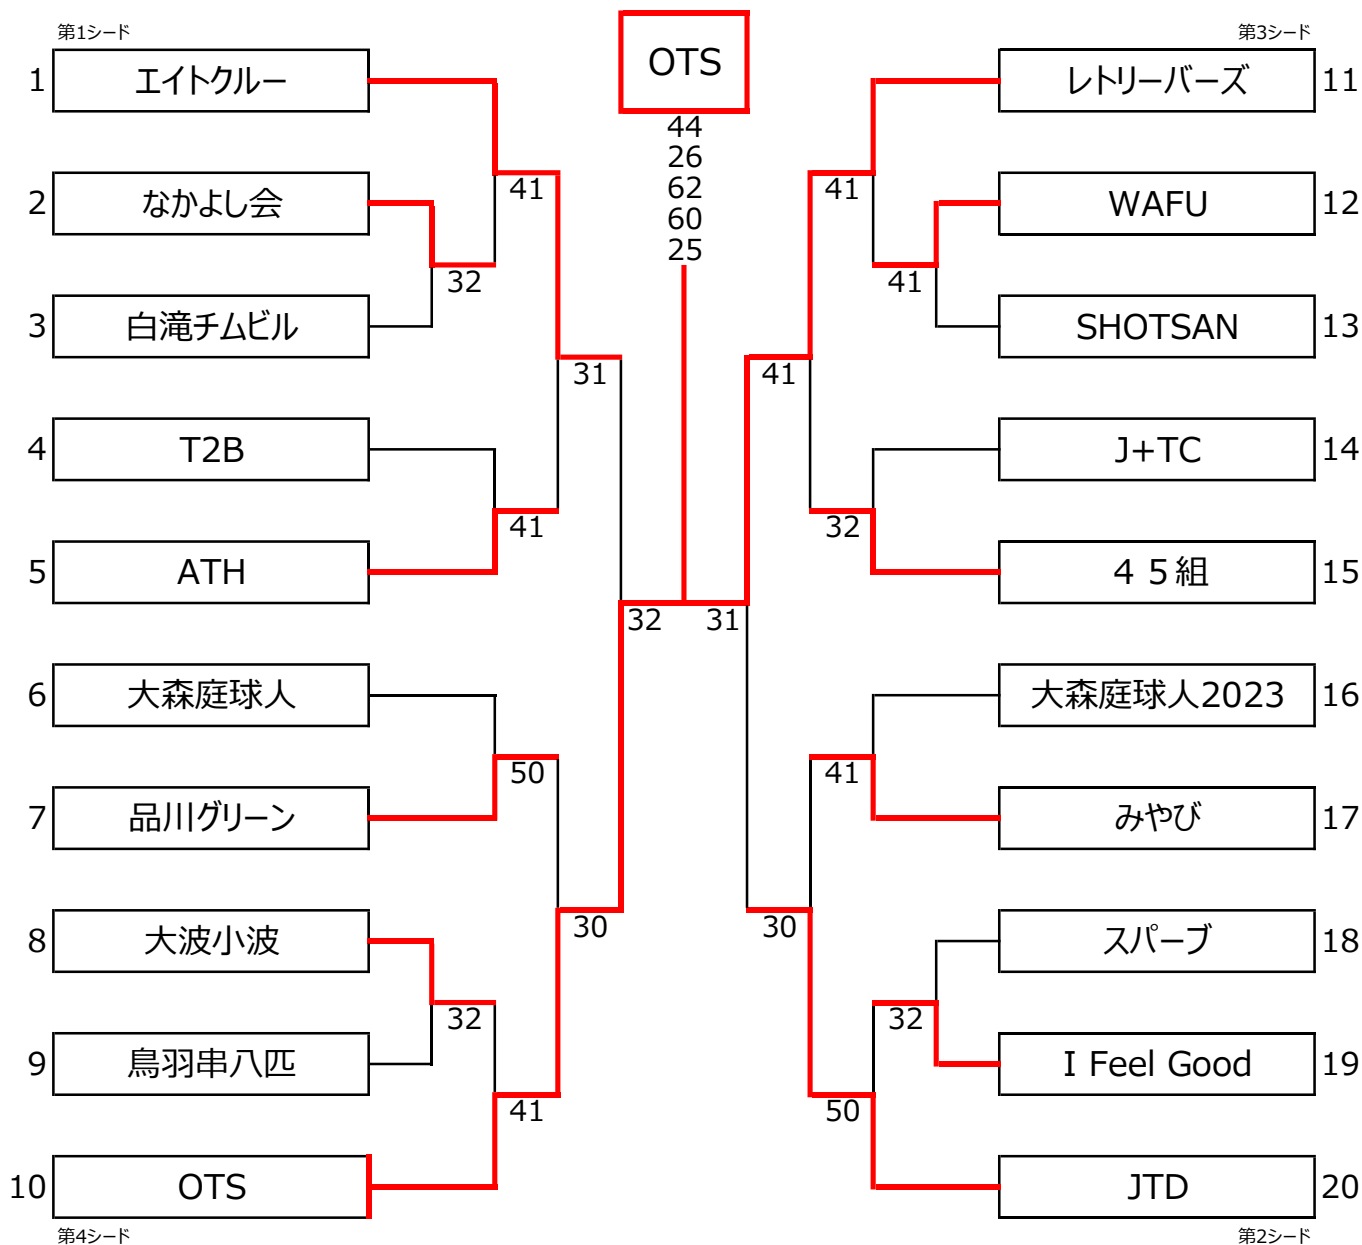 第1シード
1 エイトクルー
2 なかよし会
3 白滝チムビル
4 T2B
5 ATH
6 大森庭球人
7 品川グリーン
8 大波小波
9 鳥羽串八匹
10 OTS
第4シード
41
32
31
41
32
50
30
32
41
OTS
44
26
62
60
25
第3シード
レトリーバーズ 11
WAFU 12
SHOTSAN 13
J+TC 14
４５組 15
大森庭球人2023 16
みやび 17
スパーブ 18
I Feel Good 19
JTD 20
第2シード
41
41
41
32
31
41
30
32
50